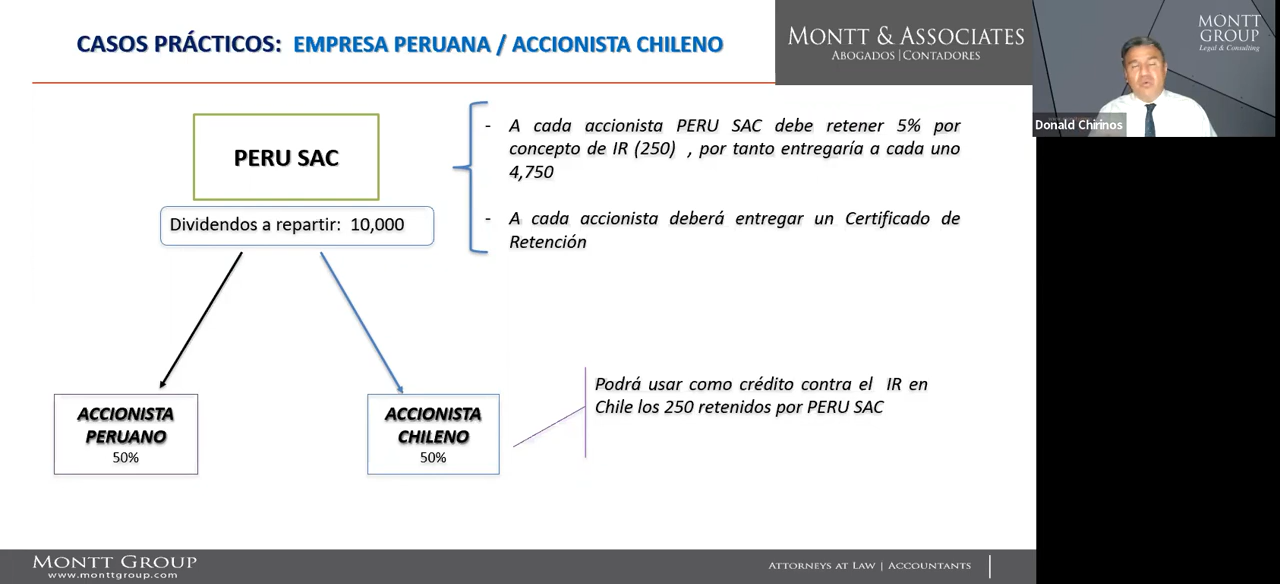 CASOS PRÁCTICOS: EMPRESA PERUANA / ACCIONISTA CHILENO
MONTT & ASSOCIATES
ABOGADOS | CONTADORES
MONTT
GROUP
Legal & Consulting
Donald Chirinos
PERU SAC
Dividendos a repartir: 10,000
- A cada accionista PERU SAC debe retener 5% por
concepto de IR (250) , por tanto entregaría a cada uno
4,750
- A cada accionista deberá entregar un Certificado de
Retención
ACCIONISTA
PERUANO
50%
ACCIONISTA
CHILENO
50%
Podrá usar como crédito contra el IR en
Chile los 250 retenidos por PERU SAC
MONTT GROUP
www.monttgroup.com
ATTORNEYS AT LAW | ACCOUNTANTS